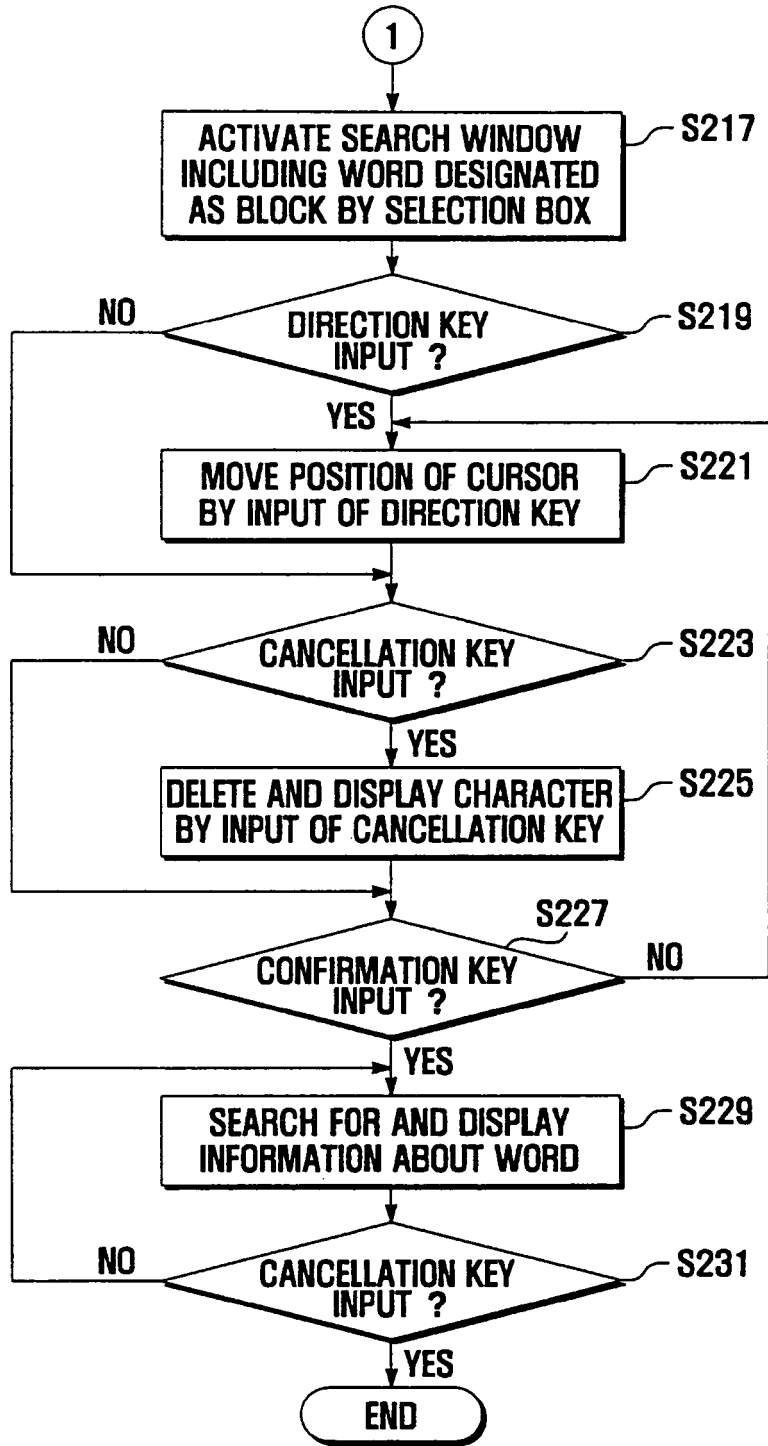 1
ACTIVATE SEARCH WINDOW
INCLUDING WORD DESIGNATED
AS BLOCK BY SELECTION BOX
S217
NO
DIRECTION KEY
INPUT ?
S219
YES
MOVE POSITION OF CURSOR
BY INPUT OF DIRECTION KEY
S221
NO
CANCELLATION KEY
INPUT ?
S223
YES
DELETE AND DISPLAY CHARACTER
BY INPUT OF CANCELLATION KEY
S225
S227
CONFIRMATION KEY
INPUT ?
NO
YES
SEARCH FOR AND DISPLAY
INFORMATION ABOUT WORD
S229
NO
CANCELLATION KEY
INPUT ?
S231
YES
END